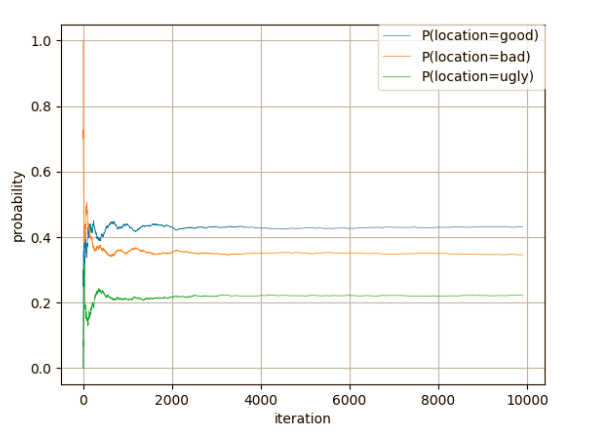 P(location=good)
P(location=bad)
P(location=ugly)
1.0
0.8
0.6
0.4
0.2
0.0
probability
0 2000 4000 6000 8000 10000
iteration